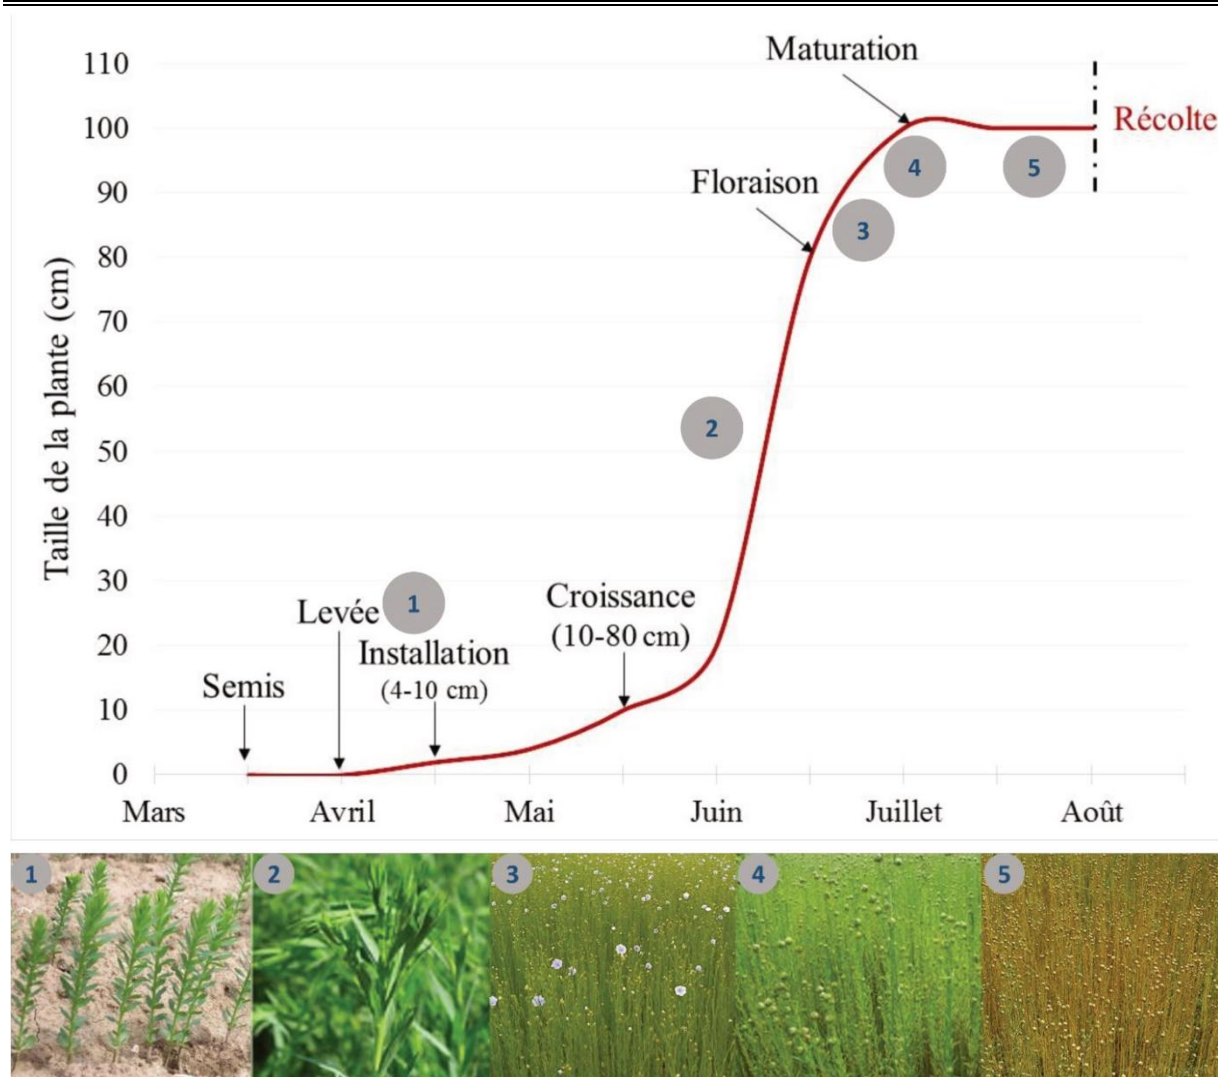 Maturation
110
100
Récolte
4
5
90
Floraison
3
80
70
60
2
50
40
30
Croissance
(10-80 cm)
Levée
1
Installation
(4-10 cm)
20
Semis
10
0
Taille de la plante (cm)
Mars
Avril
Mai
Juin
Juillet
Août
1
2
3
4
5